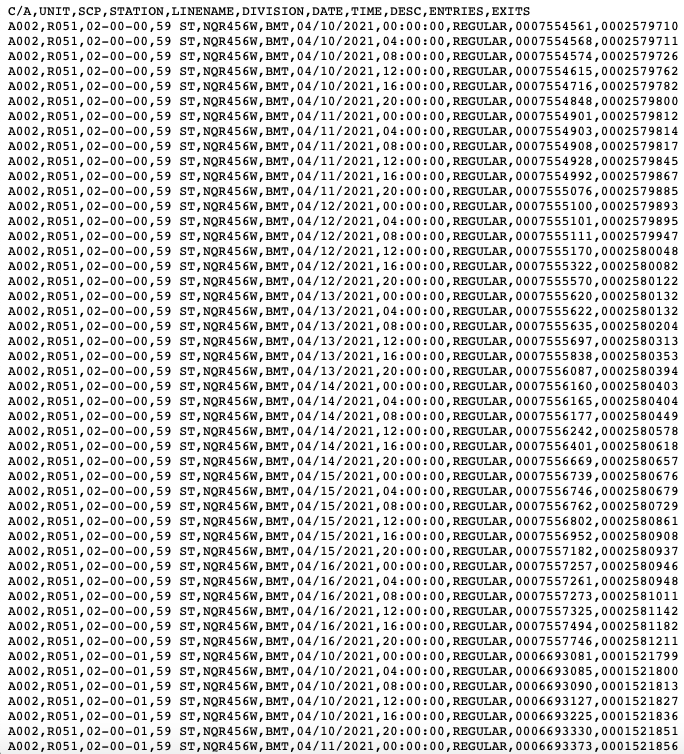 C/A,UNIT,SCP,STATION,LINENAME,DIVISION,DATE,TIME,DESC,ENTRIES,EXITS
A002,R051,02-00-00,59 ST,NQR456W,BMT,04/10/2021,00:00:00,REGULAR,0007554561,0002579710
A002,R051,02-00-00,59 ST,NQR456W,BMT,04/10/2021,04:00:00,REGULAR,0007554568,0002579711
A002,R051,02-00-00,59 ST,NQR456W,BMT,04/10/2021,08:00:00,REGULAR,0007554574,0002579726
A002,R051,02-00-00,59 ST,NQR456W,BMT,04/10/2021,12:00:00,REGULAR,0007554615,0002579762
A002,R051,02-00-00,59 ST,NQR456W,BMT,04/10/2021,16:00:00,REGULAR,0007554716,0002579782
A002,R051,02-00-00,59 ST,NQR456W,BMT,04/10/2021,20:00:00,REGULAR,0007554848,0002579800
A002,R051,02-00-00,59 ST,NQR456W,BMT,04/11/2021,00:00:00,REGULAR,0007554901,0002579812
A002,R051,02-00-00,59 ST,NQR456W,BMT,04/11/2021,04:00:00,REGULAR,0007554903,0002579814
A002,R051,02-00-00,59 ST,NQR456W,BMT,04/11/2021,08:00:00,REGULAR,0007554908,0002579817
A002,R051,02-00-00,59 ST,NQR456W,BMT,04/11/2021,12:00:00,REGULAR,0007554928,0002579845
A002,R051,02-00-00,59 ST,NQR456W,BMT,04/11/2021,16:00:00,REGULAR,0007554992,0002579867
A002,R051,02-00-00,59 ST,NQR456W,BMT,04/11/2021,20:00:00,REGULAR,0007555076,0002579885
A002,R051,02-00-00,59 ST,NQR456W,BMT,04/12/2021,00:00:00,REGULAR,0007555100,0002579893
A002,R051,02-00-00,59 ST,NQR456W,BMT,04/12/2021,04:00:00,REGULAR,0007555101,0002579895
A002,R051,02-00-00,59 ST,NQR456W,BMT,04/12/2021,08:00:00,REGULAR,0007555111,0002579947
A002,R051,02-00-00,59 ST,NQR456W,BMT,04/12/2021,12:00:00,REGULAR,0007555170,0002580048
A002,R051,02-00-00,59 ST,NQR456W,BMT,04/12/2021,16:00:00,REGULAR,0007555322,0002580082
A002,R051,02-00-00,59 ST,NQR456W,BMT,04/12/2021,20:00:00,REGULAR,0007555570,0002580122
A002,R051,02-00-00,59 ST,NQR456W,BMT,04/13/2021,00:00:00,REGULAR,0007555620,0002580132
A002,R051,02-00-00,59 ST,NQR456W,BMT,04/13/2021,04:00:00,REGULAR,0007555622,0002580132
A002,R051,02-00-00,59 ST,NQR456W,BMT,04/13/2021,08:00:00,REGULAR,0007555635,0002580204
A002,R051,02-00-00,59 ST,NQR456W,BMT,04/13/2021,12:00:00,REGULAR,0007555697,0002580313
A002,R051,02-00-00,59 ST,NQR456W,BMT,04/13/2021,16:00:00,REGULAR,0007555838,0002580353
A002,R051,02-00-00,59 ST,NQR456W,BMT,04/13/2021,20:00:00,REGULAR,0007556087,0002580394
A002,R051,02-00-00,59 ST,NQR456W,BMT,04/14/2021,00:00:00,REGULAR,0007556160,0002580403
A002,R051,02-00-00,59 ST,NQR456W,BMT,04/14/2021,04:00:00,REGULAR,0007556165,0002580404
A002,R051,02-00-00,59 ST,NQR456W,BMT,04/14/2021,08:00:00,REGULAR,0007556177,0002580449
A002,R051,02-00-00,59 ST,NQR456W,BMT,04/14/2021,12:00:00,REGULAR,0007556242,0002580578
A002,R051,02-00-00,59 ST,NQR456W,BMT,04/14/2021,16:00:00,REGULAR,0007556401,0002580618
A002,R051,02-00-00,59 ST,NQR456W,BMT,04/14/2021,20:00:00,REGULAR,0007556669,0002580657
A002,R051,02-00-00,59 ST,NQR456W,BMT,04/15/2021,00:00:00,REGULAR,0007556739,0002580676
A002,R051,02-00-00,59 ST,NQR456W,BMT,04/15/2021,04:00:00,REGULAR,0007556746,0002580679
A002,R051,02-00-00,59 ST,NQR456W,BMT,04/15/2021,08:00:00,REGULAR,0007556762,0002580729
A002,R051,02-00-00,59 ST,NQR456W,BMT,04/15/2021,12:00:00,REGULAR,0007556802,0002580861
A002,R051,02-00-00,59 ST,NQR456W,BMT,04/15/2021,16:00:00,REGULAR,0007556952,0002580908
A002,R051,02-00-00,59 ST,NQR456W,BMT,04/15/2021,20:00:00,REGULAR,0007557182,0002580937
A002,R051,02-00-00,59 ST,NQR456W,BMT,04/16/2021,00:00:00,REGULAR,0007557257,0002580946
A002,R051,02-00-00,59 ST,NQR456W,BMT,04/16/2021,04:00:00,REGULAR,0007557261,0002580948
A002,R051,02-00-00,59 ST,NQR456W,BMT,04/16/2021,08:00:00,REGULAR,0007557273,0002581011
A002,R051,02-00-00,59 ST,NQR456W,BMT,04/16/2021,12:00:00,REGULAR,0007557325,0002581142
A002,R051,02-00-00,59 ST,NQR456W,BMT,04/16/2021,16:00:00,REGULAR,0007557494,0002581182
A002,R051,02-00-00,59 ST,NQR456W,BMT,04/16/2021,20:00:00,REGULAR,0007557746,0002581211
A002,R051,02-00-01,59 ST,NQR456W,BMT,04/10/2021,00:00:00,REGULAR,0006693081,0001521799
A002,R051,02-00-01,59 ST,NQR456W,BMT,04/10/2021,04:00:00,REGULAR,0006693085,0001521800
A002,R051,02-00-01,59 ST,NQR456W,BMT,04/10/2021,08:00:00,REGULAR,0006693090,0001521813
A002,R051,02-00-01,59 ST,NQR456W,BMT,04/10/2021,12:00:00,REGULAR,0006693127,0001521827
A002,R051,02-00-01,59 ST,NQR456W,BMT,04/10/2021,16:00:00,REGULAR,0006693225,0001521836
A002,R051,02-00-01,59 ST,NQR456W,BMT,04/10/2021,20:00:00,REGULAR,0006693330,0001521851
A002,R051,02-00-01,59 ST,NQR456W,BMT,04/11/2021,00:00:00,REGULAR,0006693373,0001521856